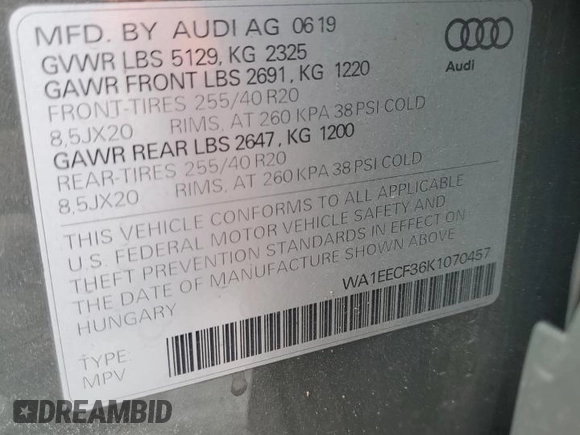 MFD. BY AUDI AG 06 19
GVWR LBS 5129, KG 2325
GAWR FRONT LBS 2691, KG 1220
FRONT-TIRES 255/40 R20
8,5JX20 RIMS, AT 260 KPA 38 PSI COLD
GAWR REAR LBS 2647, KG 1200
REAR-TIRES 255/40 R20
8,5JX20 RIMS, AT 260 KPA 38 PSI COLD
THIS VEHICLE CONFORMS TO ALL APPLICABLE
U.S. FEDERAL MOTOR VEHICLE SAFETY AND
THEFT PREVENTION STANDARDS IN EFFECT ON
THE DATE OF MANUFACTURE SHOWN ABOVE
HUNGARY
WA1EECF36K1070457
TYPE
MPV
Audi
DREAMBID